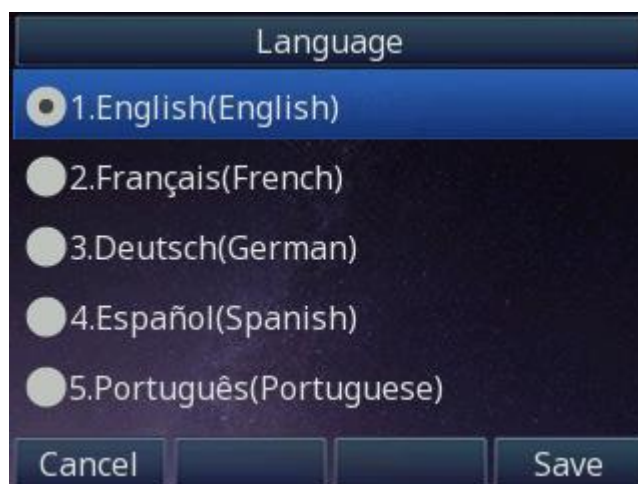 Language
1.English(English)
2.Français(French)
3.Deutsch(German)
4.Español(Spanish)
5.Português(Portuguese)
Cancel Save